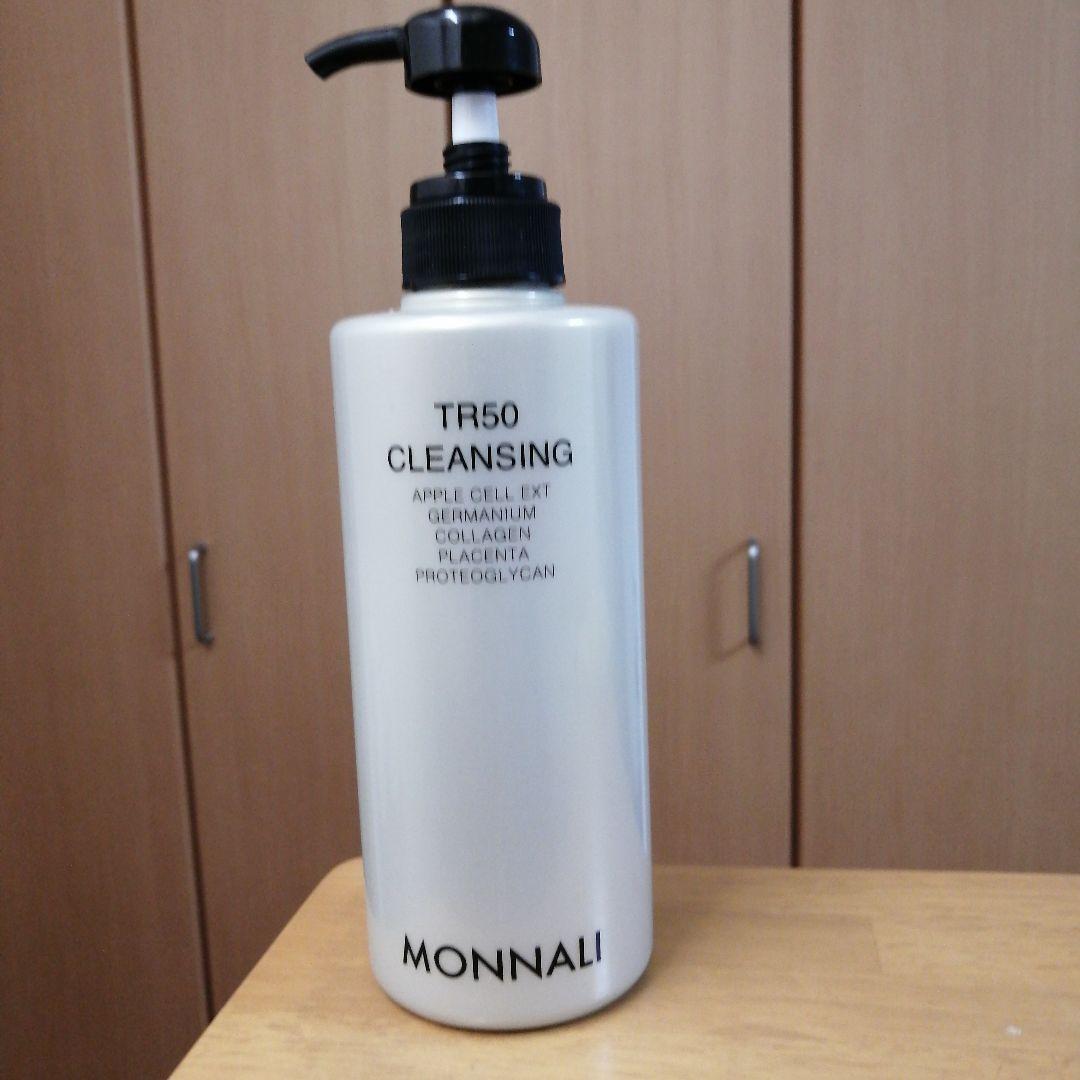 TR50
CLEANSING
APPLE CELL EXT
GERMANIUM
COLLAGEN
PLACENTA
PROTEOGLYCAN
MONNALI